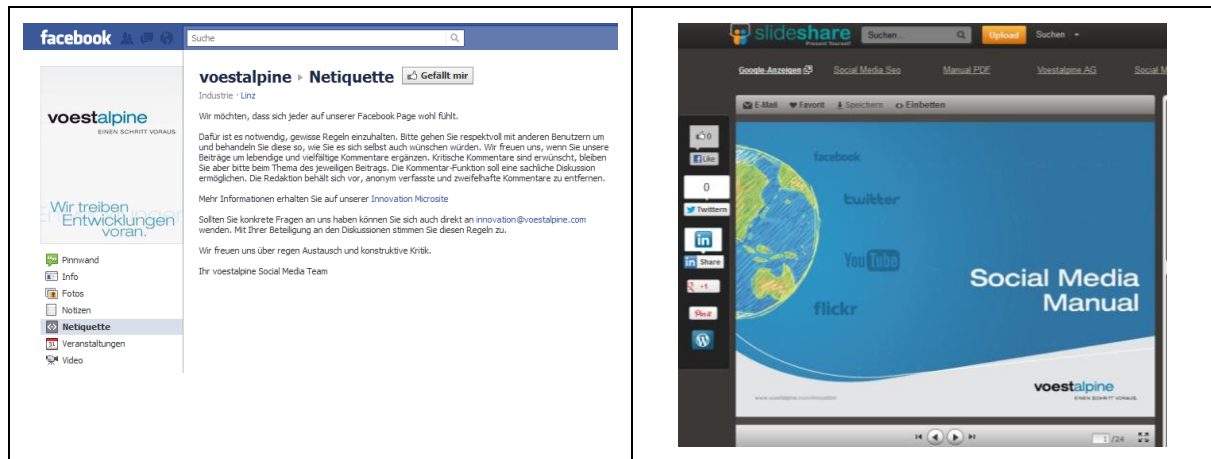 facebook
Suche
voestalpine
EINEN SCHRITT VORAUS.
Wir treiben
Entwicklungen
voran.
Pinnwand
Info
Fotos
Notizen
Netiquette
Veranstaltungen
Video
voestalpine ▸ Netiquette Gefällt mir
Industrie · Linz
Wir möchten, dass sich jeder auf unserer Facebook Page wohl fühlt.
Dafür ist es notwendig, gewisse Regeln einzuhalten. Bitte gehen Sie respektvoll mit anderen Benutzern um
und behandeln Sie diese so, wie Sie es sich selbst auch wünschen würden. Wir freuen uns, wenn Sie unsere
Beiträge um lebendige und vielfältige Kommentare ergänzen. Kritische Kommentare sind erwünscht, bleiben
Sie aber bitte beim Thema des jeweiligen Beitrags. Die Kommentar-Funktion soll eine sachliche Diskussion
ermöglichen. Die Redaktion behält sich vor, anonym verfasste und zweifelhafte Kommentare zu entfernen.
Mehr Informationen erhalten Sie auf unserer Innovation Microsite
Sollten Sie konkrete Fragen an uns haben können Sie sich auch direkt an innovation@voestalpine.com
wenden. Mit Ihrer Beteiligung an den Diskussionen stimmen Sie diesen Regeln zu.
Wir freuen uns über regen Austausch und konstruktive Kritik.
Ihr voestalpine Social Media Team
slideshare
Present Yourself
Suchen... Upload Suchen
Google-Anzeigen Social Media Seo Manual PDF Voestalpine AG Social M
E-Mail Favorit Speichern Einbetten
0
Like
0
Twittern
in
Share
+1
Pin it
facebook
twitter
You Tube
flickr
Social Media
Manual
voestalpine
EINEN SCHRITT VORAUS.
www.voestalpine.com/innovation
1 /24